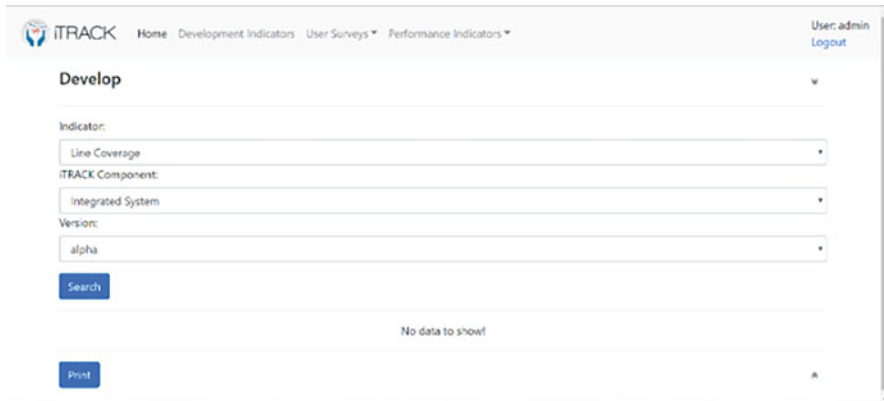 iTRACK Home Development Indicators User Surveys Performance Indicators User: admin
Logout
Develop
Indicator:
Line Coverage
iTRACK Component:
Integrated System
Version:
alpha
Search
No data to show!
Print